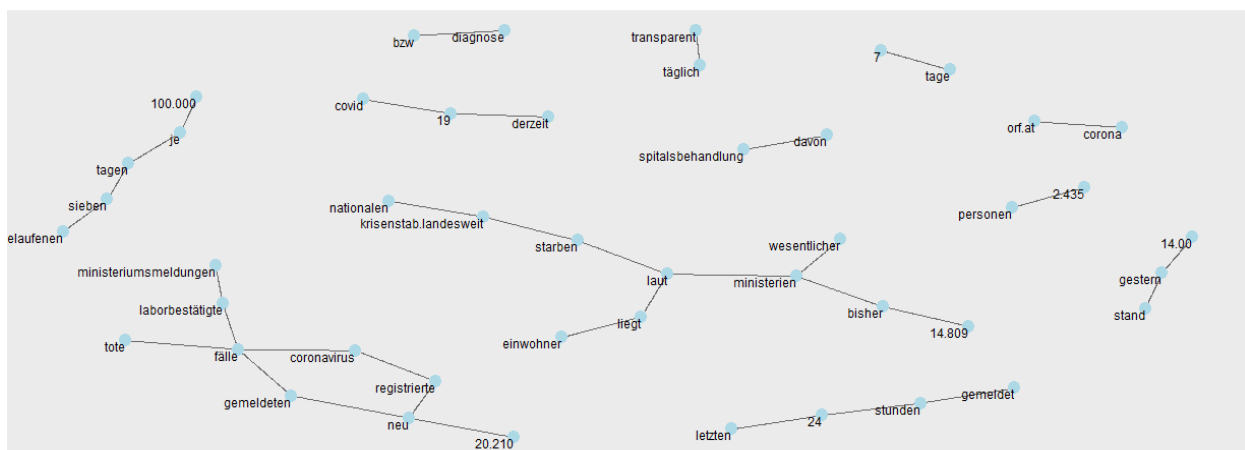 bzw
diagnose
transparent
täglich
7
tage
100.000
je
tagen
sieben
elaufenen
covid
19
derzeit
spitalsbehandlung
davon
orf.at
corona
personen
2.435
nationalen
krisenstab.landesweit
starben
laut
ministerien
wesentlicher
bisher
14.809
liegt
einwohner
14.00
gestern
stand
ministeriumsmeldungen
laborbestätigte
tote
fälle
coronavirus
registrierte
gemeldeten
neu
20.210
letzten
24
stunden
gemeldet